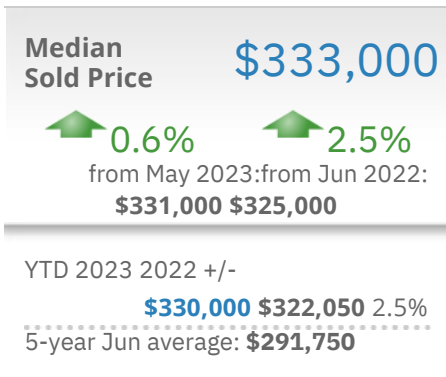 Median
Sold Price
$333,000
0.6%
2.5%
from May 2023:from Jun 2022:
$331,000 $325,000
YTD 2023 2022 +/-
$330,000 $322,050 2.5%
5-year Jun average: $291,750